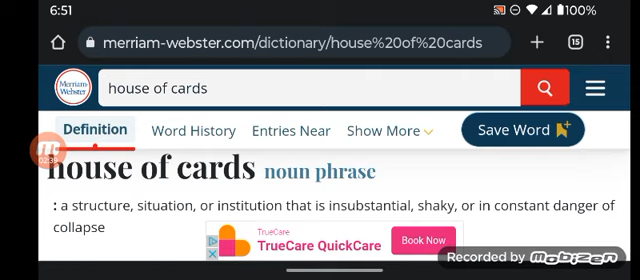 6:51
100%
merriam-webster.com/dictionary/house%20of%20cards
15
Merriam-
Webster
house of cards
Definition
Word History
Entries Near
Show More
Save Word
02:39
house of cards noun phrase
: a structure, situation, or institution that is insubstantial, shaky, or in constant danger of
collapse
TrueCare
TrueCare QuickCare
Book Now
Recorded by Mobizen